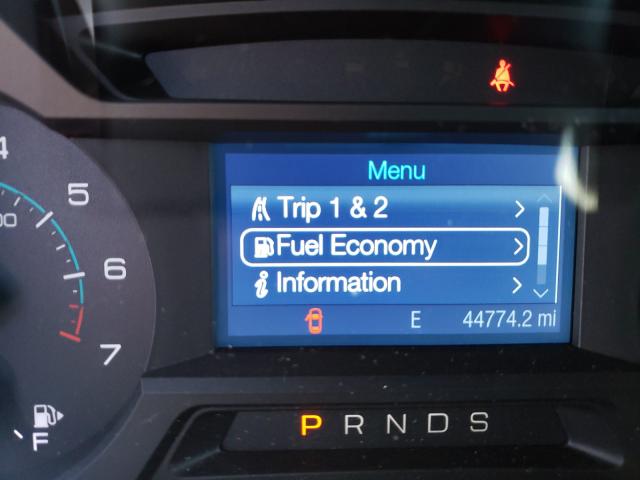 Menu
Trip 1 & 2
Fuel Economy
Information
E 44774.2 mi
4
5
6
7
F
P R N D S